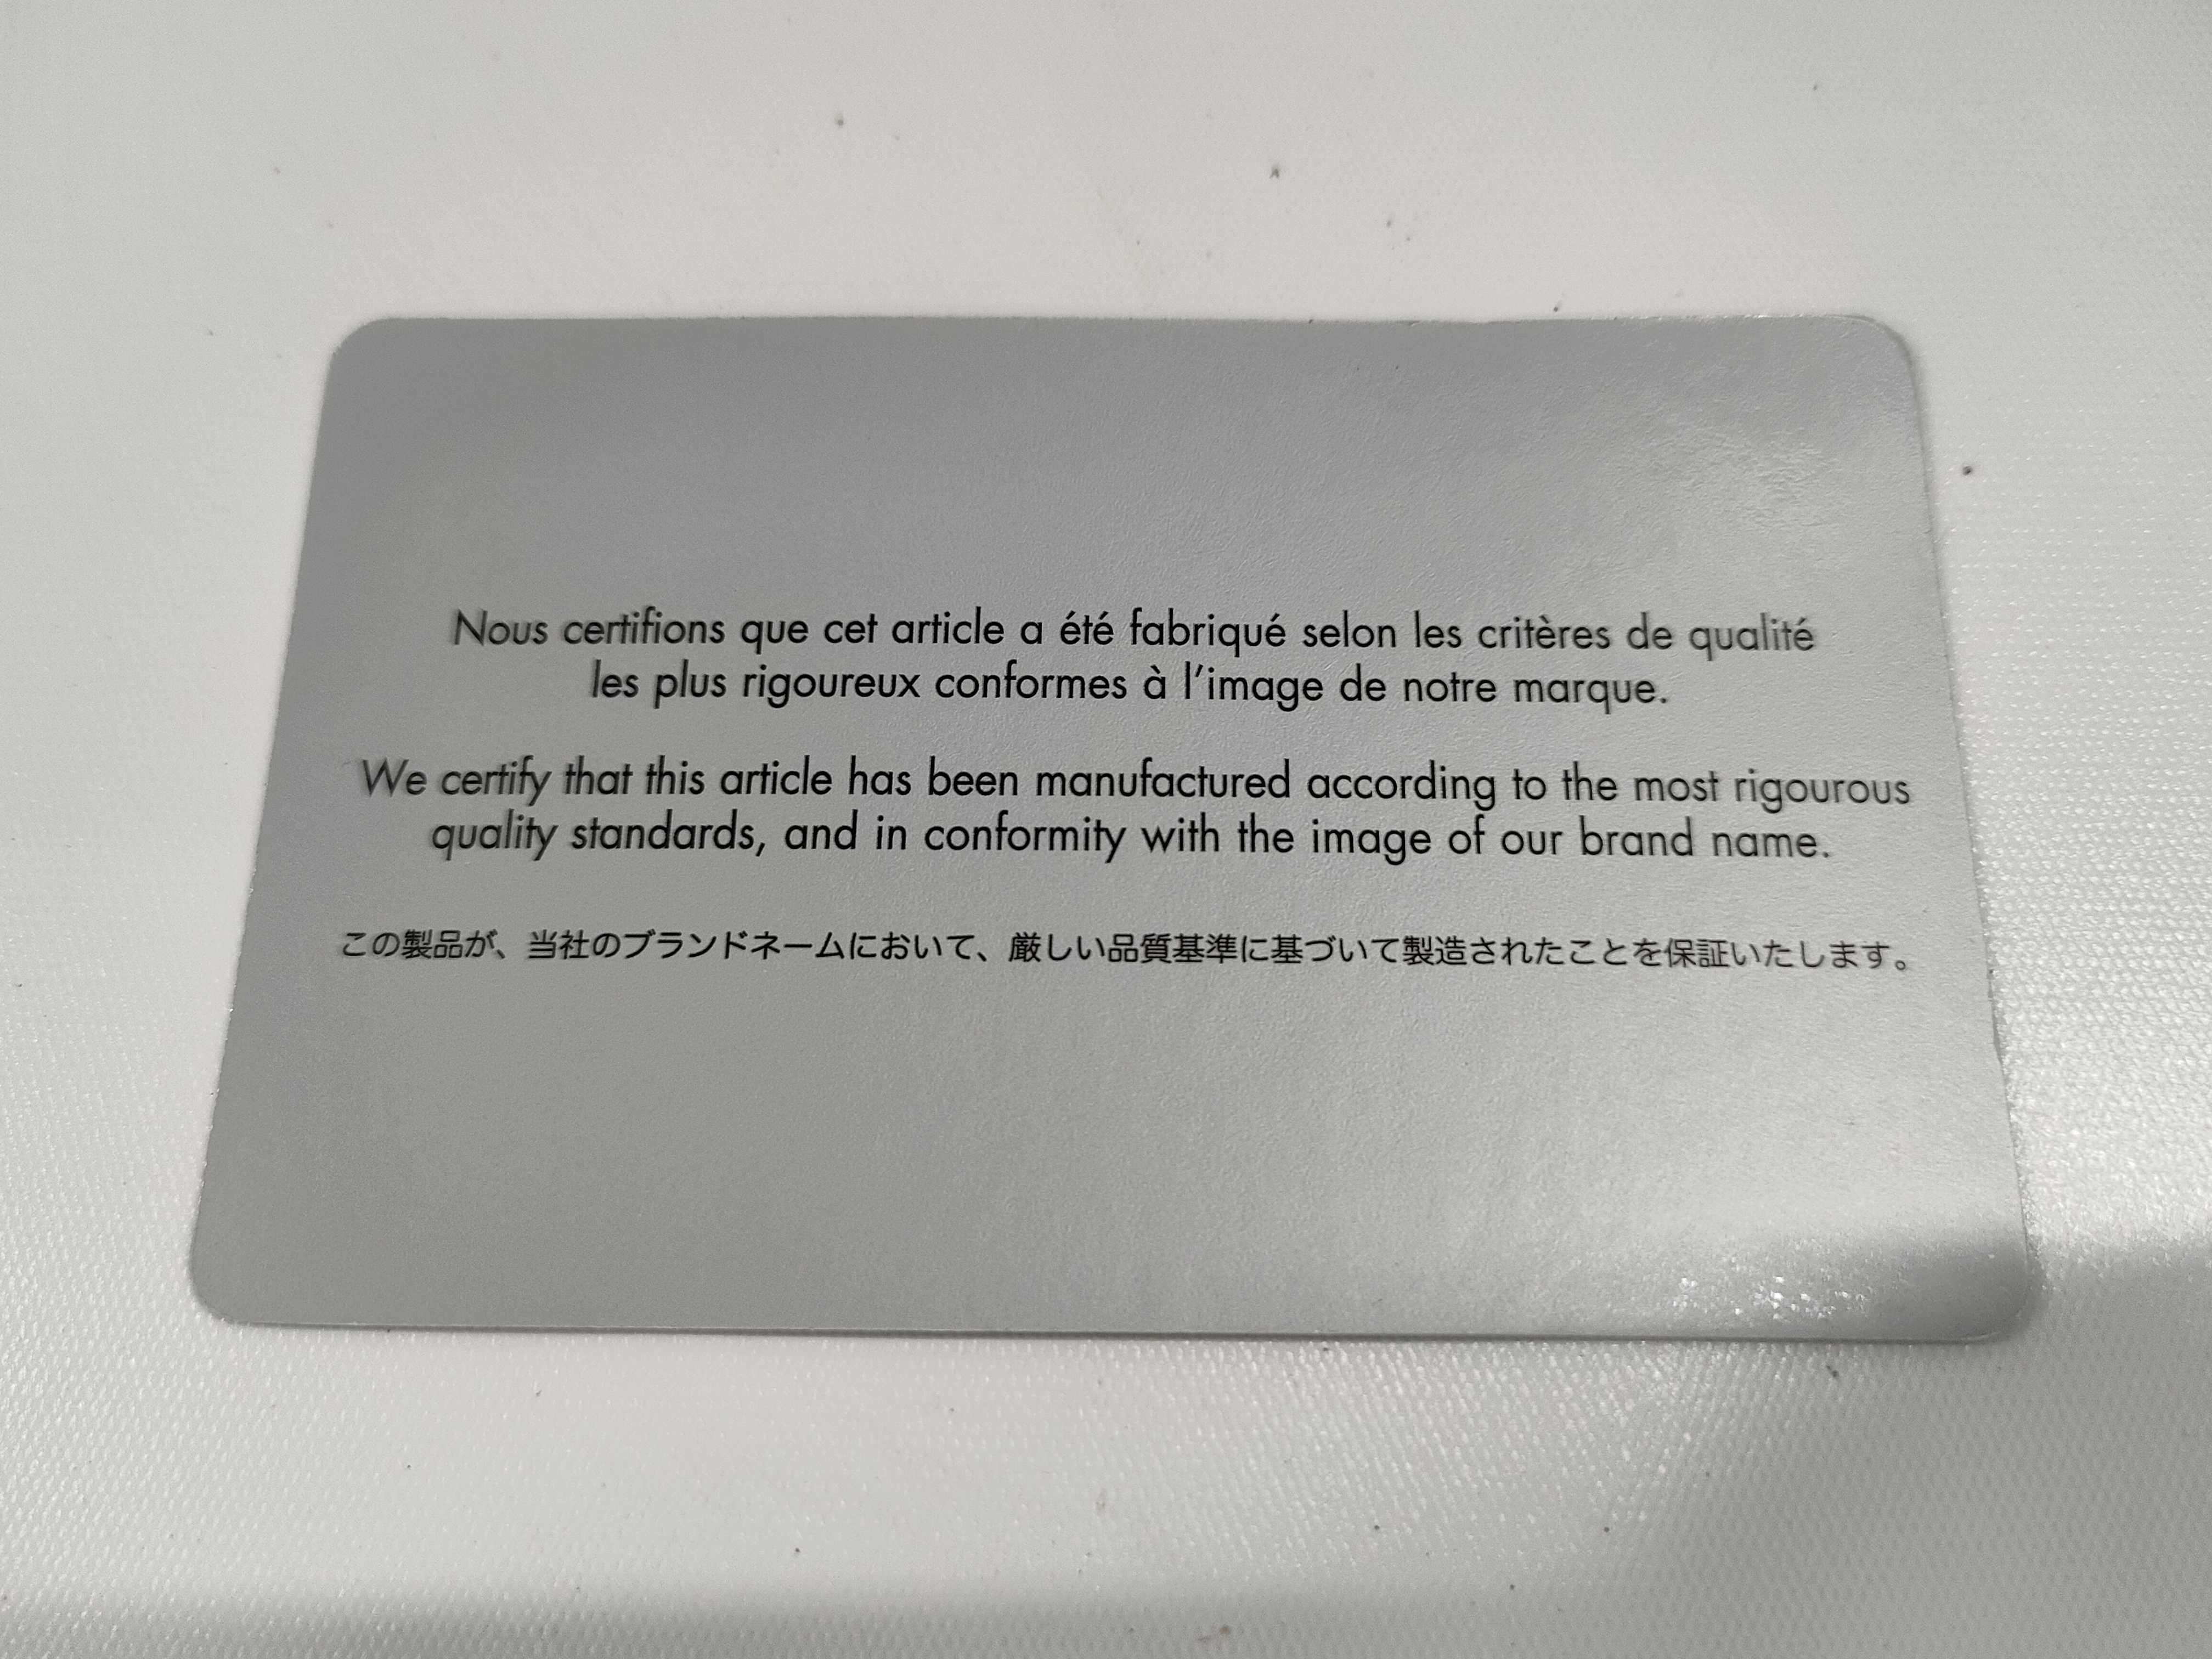 Nous certifions que cet article a été fabriqué selon les critères de qualité
les plus rigoureux conformes à l'image de notre marque.
We certify that this article has been manufactured according to the most rigourous
quality standards, and in conformity with the image of our brand name.
この製品が、当社のブランドネームにおいて、厳しい品質基準に基づいて製造されたことを保証いたします。